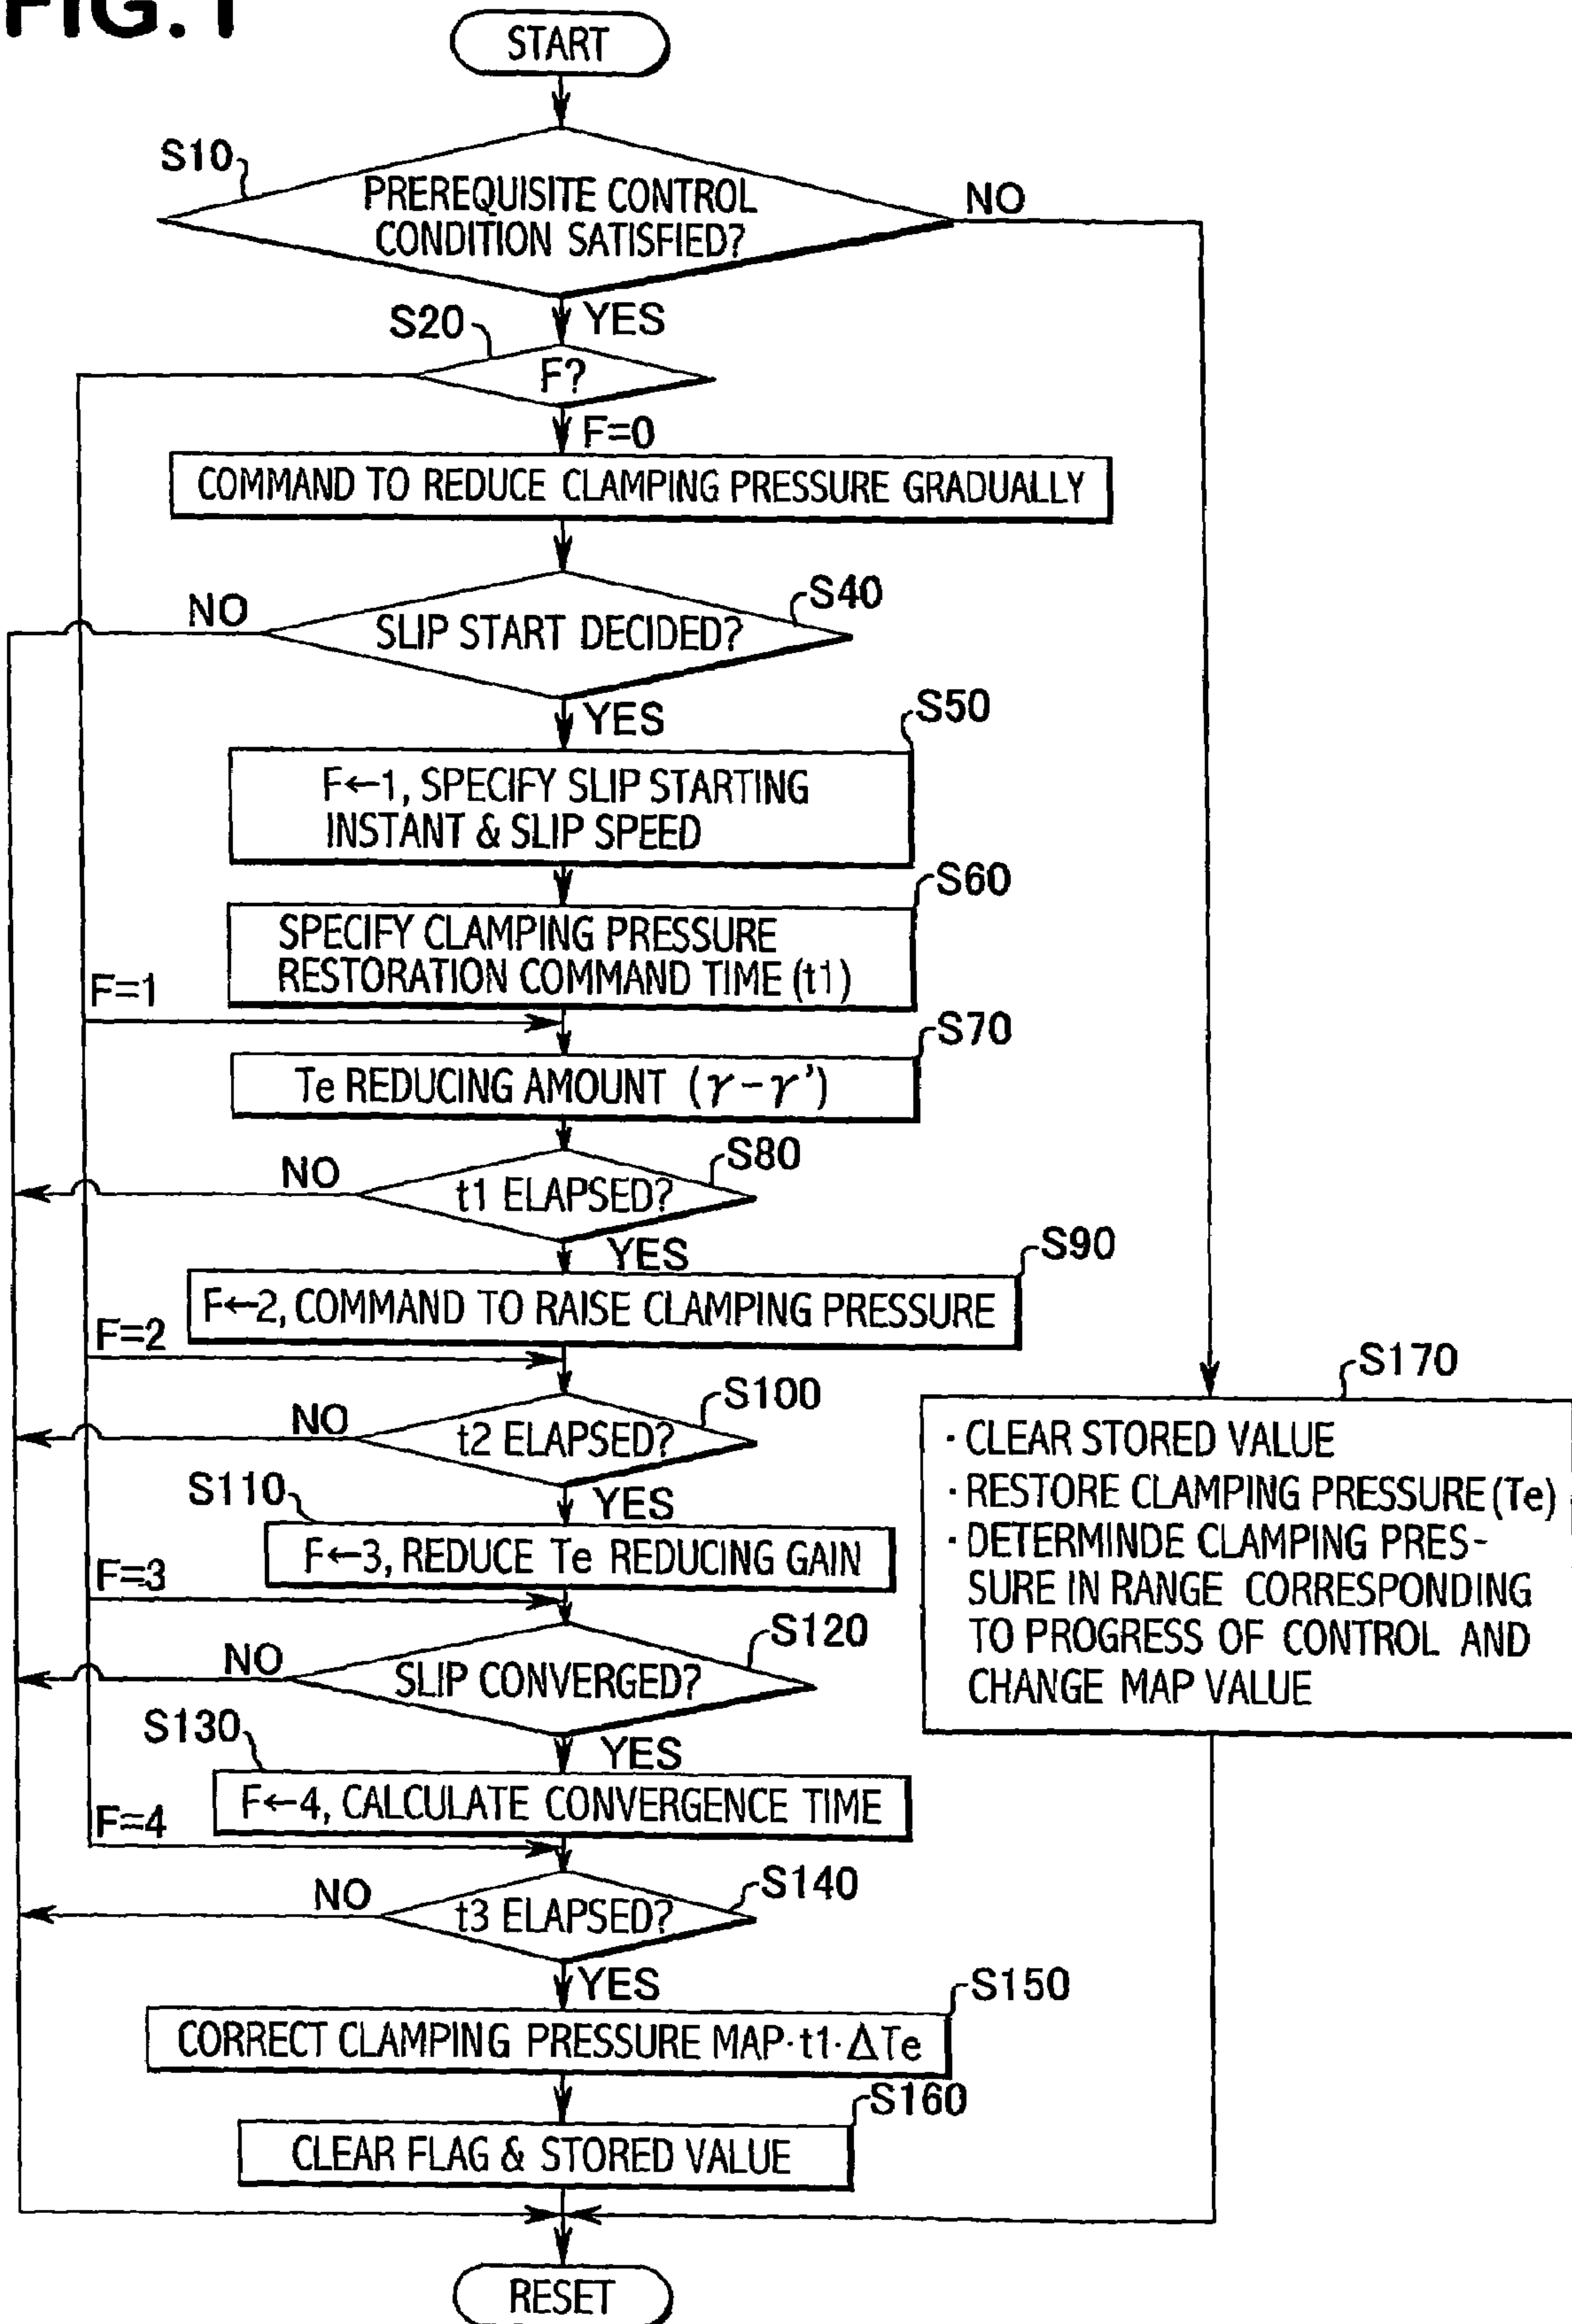 FIG. 1
START
S10
PREREQUISITE CONTROL
CONDITION SATISFIED?
NO
YES
S20
F?
F=0
COMMAND TO REDUCE CLAMPING PRESSURE GRADUALLY
S40
NO
SLIP START DECIDED?
YES
S50
F←1, SPECIFY SLIP STARTING
INSTANT & SLIP SPEED
S60
SPECIFY CLAMPING PRESSURE
RESTORATION COMMAND TIME (t1)
F=1
S70
Te REDUCING AMOUNT (γ-γ')
S80
NO
t1 ELAPSED?
YES
S90
F←2, COMMAND TO RAISE CLAMPING PRESSURE
F=2
S100
NO
t2 ELAPSED?
YES
S110
F←3, REDUCE Te REDUCING GAIN
F=3
S120
NO
SLIP CONVERGED?
YES
S130
F←4, CALCULATE CONVERGENCE TIME
F=4
S140
NO
t3 ELAPSED?
YES
S150
CORRECT CLAMPING PRESSURE MAP·t1·ΔTe
S160
CLEAR FLAG & STORED VALUE
S170
· CLEAR STORED VALUE
· RESTORE CLAMPING PRESSURE (Te)
· DETERMINDE CLAMPING PRES-
SURE IN RANGE CORRESPONDING
TO PROGRESS OF CONTROL AND
CHANGE MAP VALUE
RESET